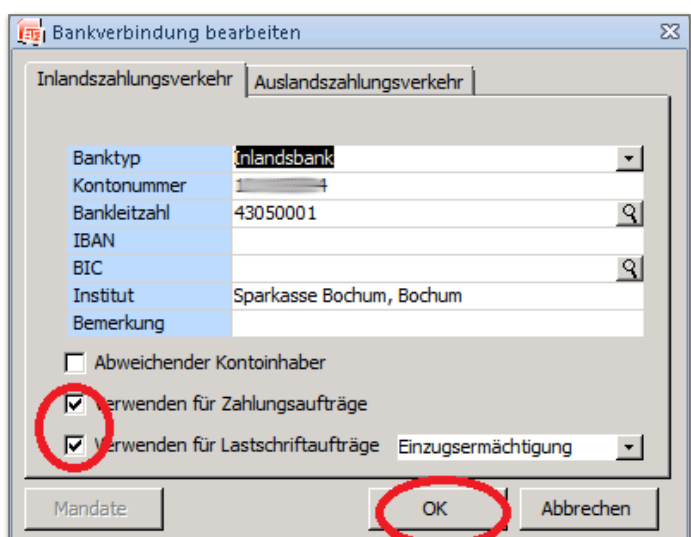 Bankverbindung bearbeiten
Inlandszahlungsverkehr Auslandszahlungsverkehr
Banktyp Inlandsbank
Kontonummer
Bankleitzahl 43050001
IBAN
BIC
Institut Sparkasse Bochum, Bochum
Bemerkung
Abweichender Kontoinhaber
Verwenden für Zahlungsaufträge
Verwenden für Lastschriftaufträge Einzugsermächtigung
Mandate OK Abbrechen